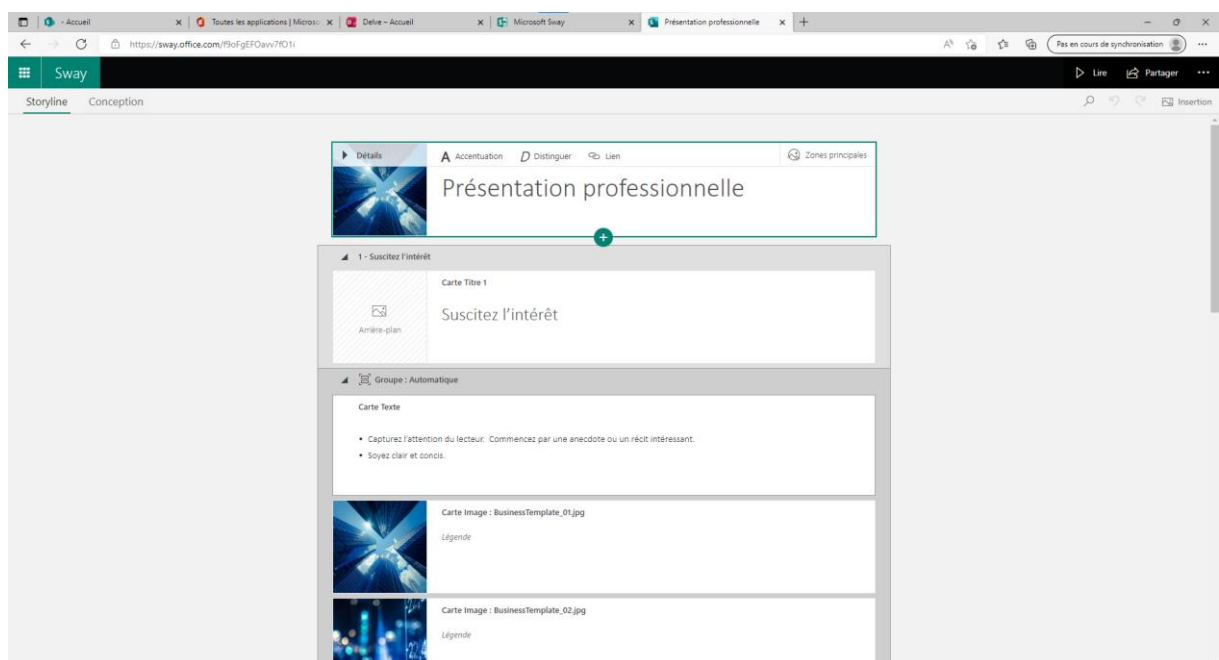 - Accueil
Toutes les applications | Micros
Delve – Accueil
Microsoft Sway
Présentation professionnelle
https://sway.office.com/f9oFgEFOavv7fO1i
Pas en cours de synchronisation
Sway
Lire
Partager
Storyline Conception
Insertion
Détails
A Accentuation D Distinguer Lien
Zones principales
Présentation professionnelle
1 - Suscitez l'intérêt
Carte Titre 1
Suscitez l'intérêt
Arrière-plan
Groupe : Automatique
Carte Texte
• Capturez l'attention du lecteur. Commencez par une anecdote ou un récit intéressant.
• Soyez clair et concis.
Carte Image : BusinessTemplate_01.jpg
Légende
Carte Image : BusinessTemplate_02.jpg
Légende